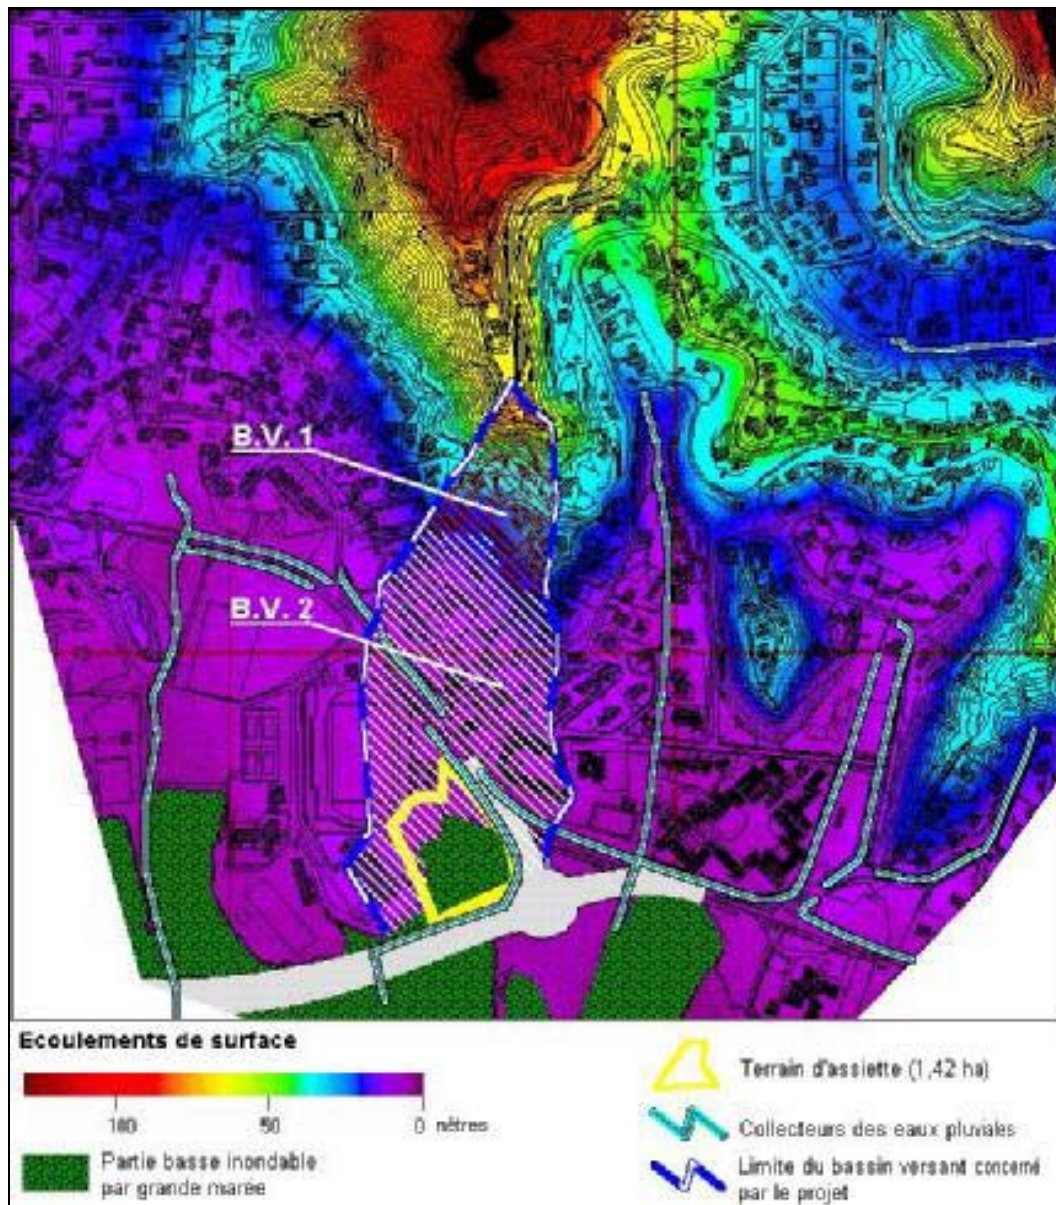 B.V. 1
B.V. 2
Ecoulements de surface
100 50 0 mètres
Partie basse inondable
par grande marée
Terrain d'assiette (1,42 ha)
Collecteurs des eaux pluviales
Limite du bassin versant concerné
par le projet